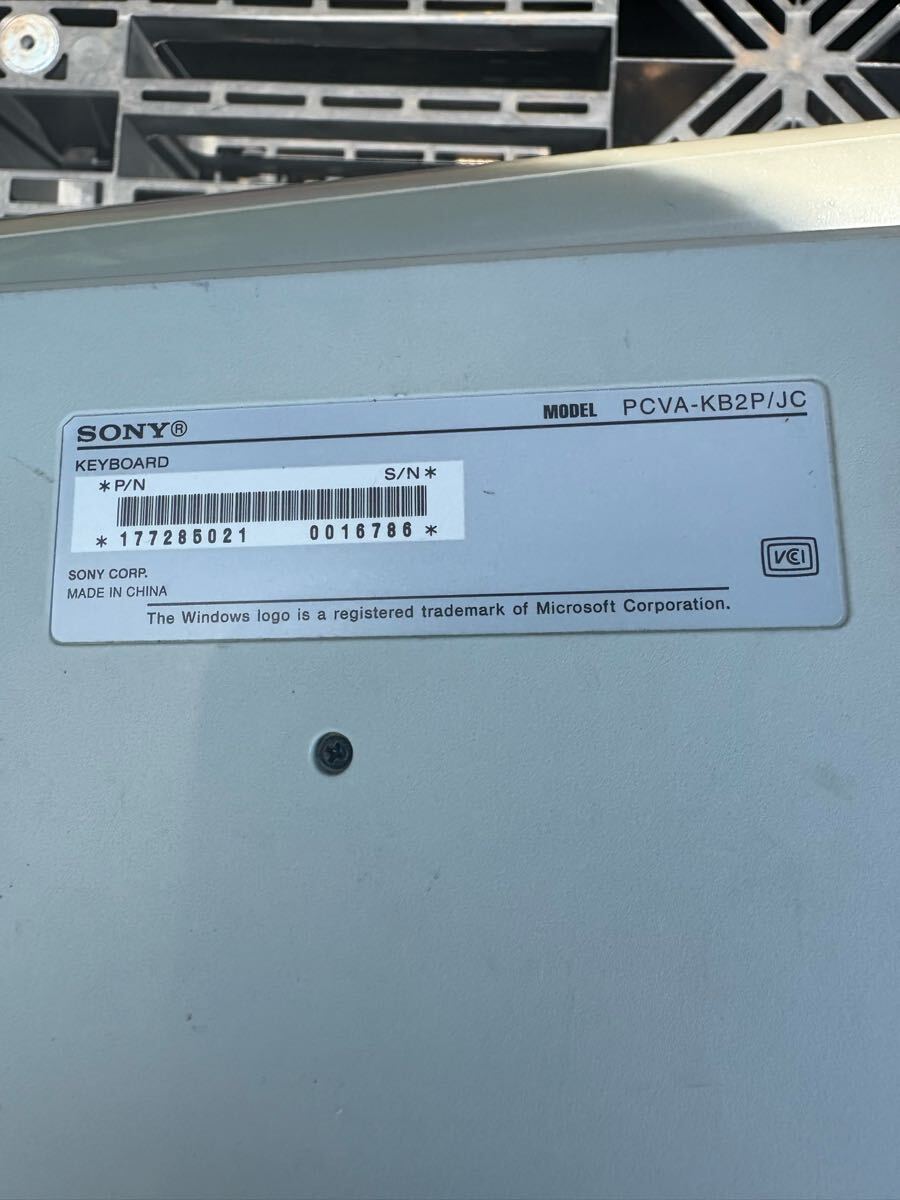 SONY® MODEL PCVA-KB2P/JC
KEYBOARD
*P/N S/N*
* 177285021 0016786 *
SONY CORP.
MADE IN CHINA
VCCI
The Windows logo is a registered trademark of Microsoft Corporation.